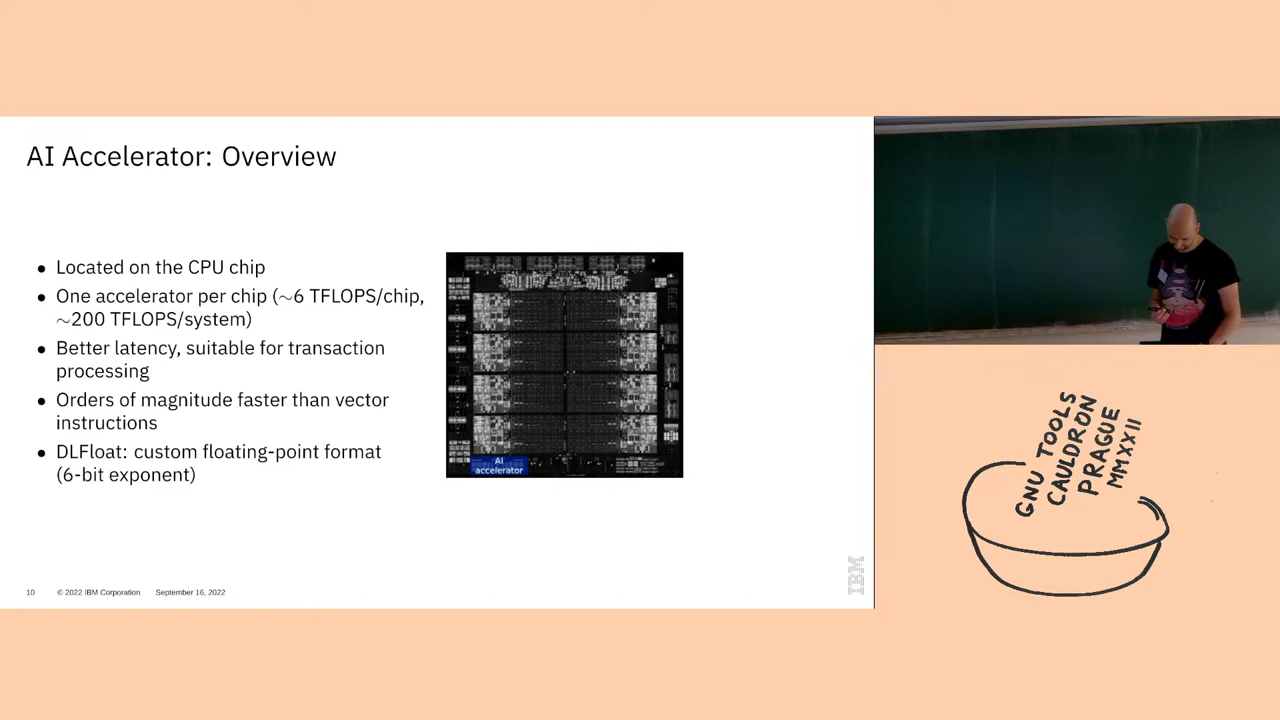 AI Accelerator: Overview
• Located on the CPU chip
• One accelerator per chip (∼6 TFLOPS/chip,
∼200 TFLOPS/system)
• Better latency, suitable for transaction
processing
• Orders of magnitude faster than vector
instructions
• DLFloat: custom floating-point format
(6-bit exponent)
AI
accelerator
10 © 2022 IBM Corporation September 16, 2022
IBM
GNU TOOLS
CAULDRON
PRAGUE
MMXXII